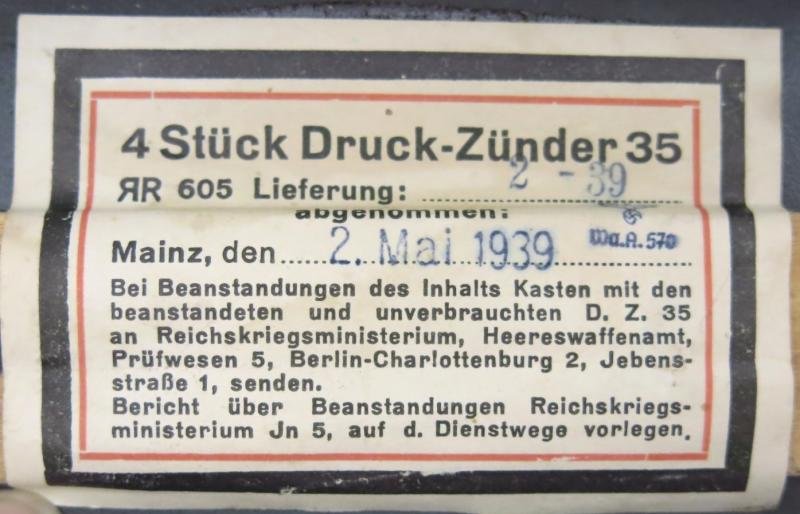 4 Stück Druck-Zünder 35
ЯR 605 Lieferung: 2 - 39
abgenommen:
Mainz, den 2. Mai 1939 Wa.A.570
Bei Beanstandungen des Inhalts Kasten mit den
beanstandeten und unverbrauchten D. Z. 35
an Reichskriegsministerium, Heereswaffenamt,
Prüfwesen 5, Berlin-Charlottenburg 2, Jebens-
straße 1, senden.
Bericht über Beanstandungen Reichskriegs-
ministerium Jn 5, auf d. Dienstwege vorlegen.